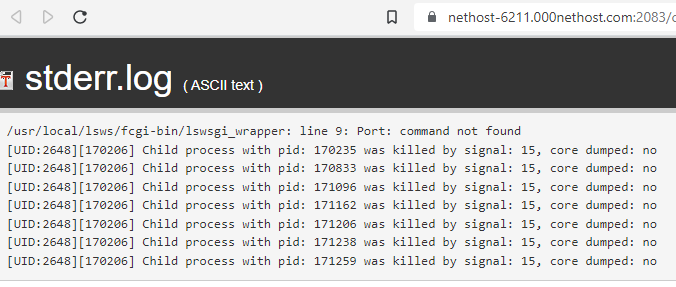 nethost-6211.000nethost.com:2083/
stderr.log ( ASCII text )
/usr/local/lsws/fcgi-bin/lswsgi_wrapper: line 9: Port: command not found
[UID:2648][170206] Child process with pid: 170235 was killed by signal: 15, core dumped: no
[UID:2648][170206] Child process with pid: 170833 was killed by signal: 15, core dumped: no
[UID:2648][170206] Child process with pid: 171096 was killed by signal: 15, core dumped: no
[UID:2648][170206] Child process with pid: 171162 was killed by signal: 15, core dumped: no
[UID:2648][170206] Child process with pid: 171206 was killed by signal: 15, core dumped: no
[UID:2648][170206] Child process with pid: 171238 was killed by signal: 15, core dumped: no
[UID:2648][170206] Child process with pid: 171259 was killed by signal: 15, core dumped: no